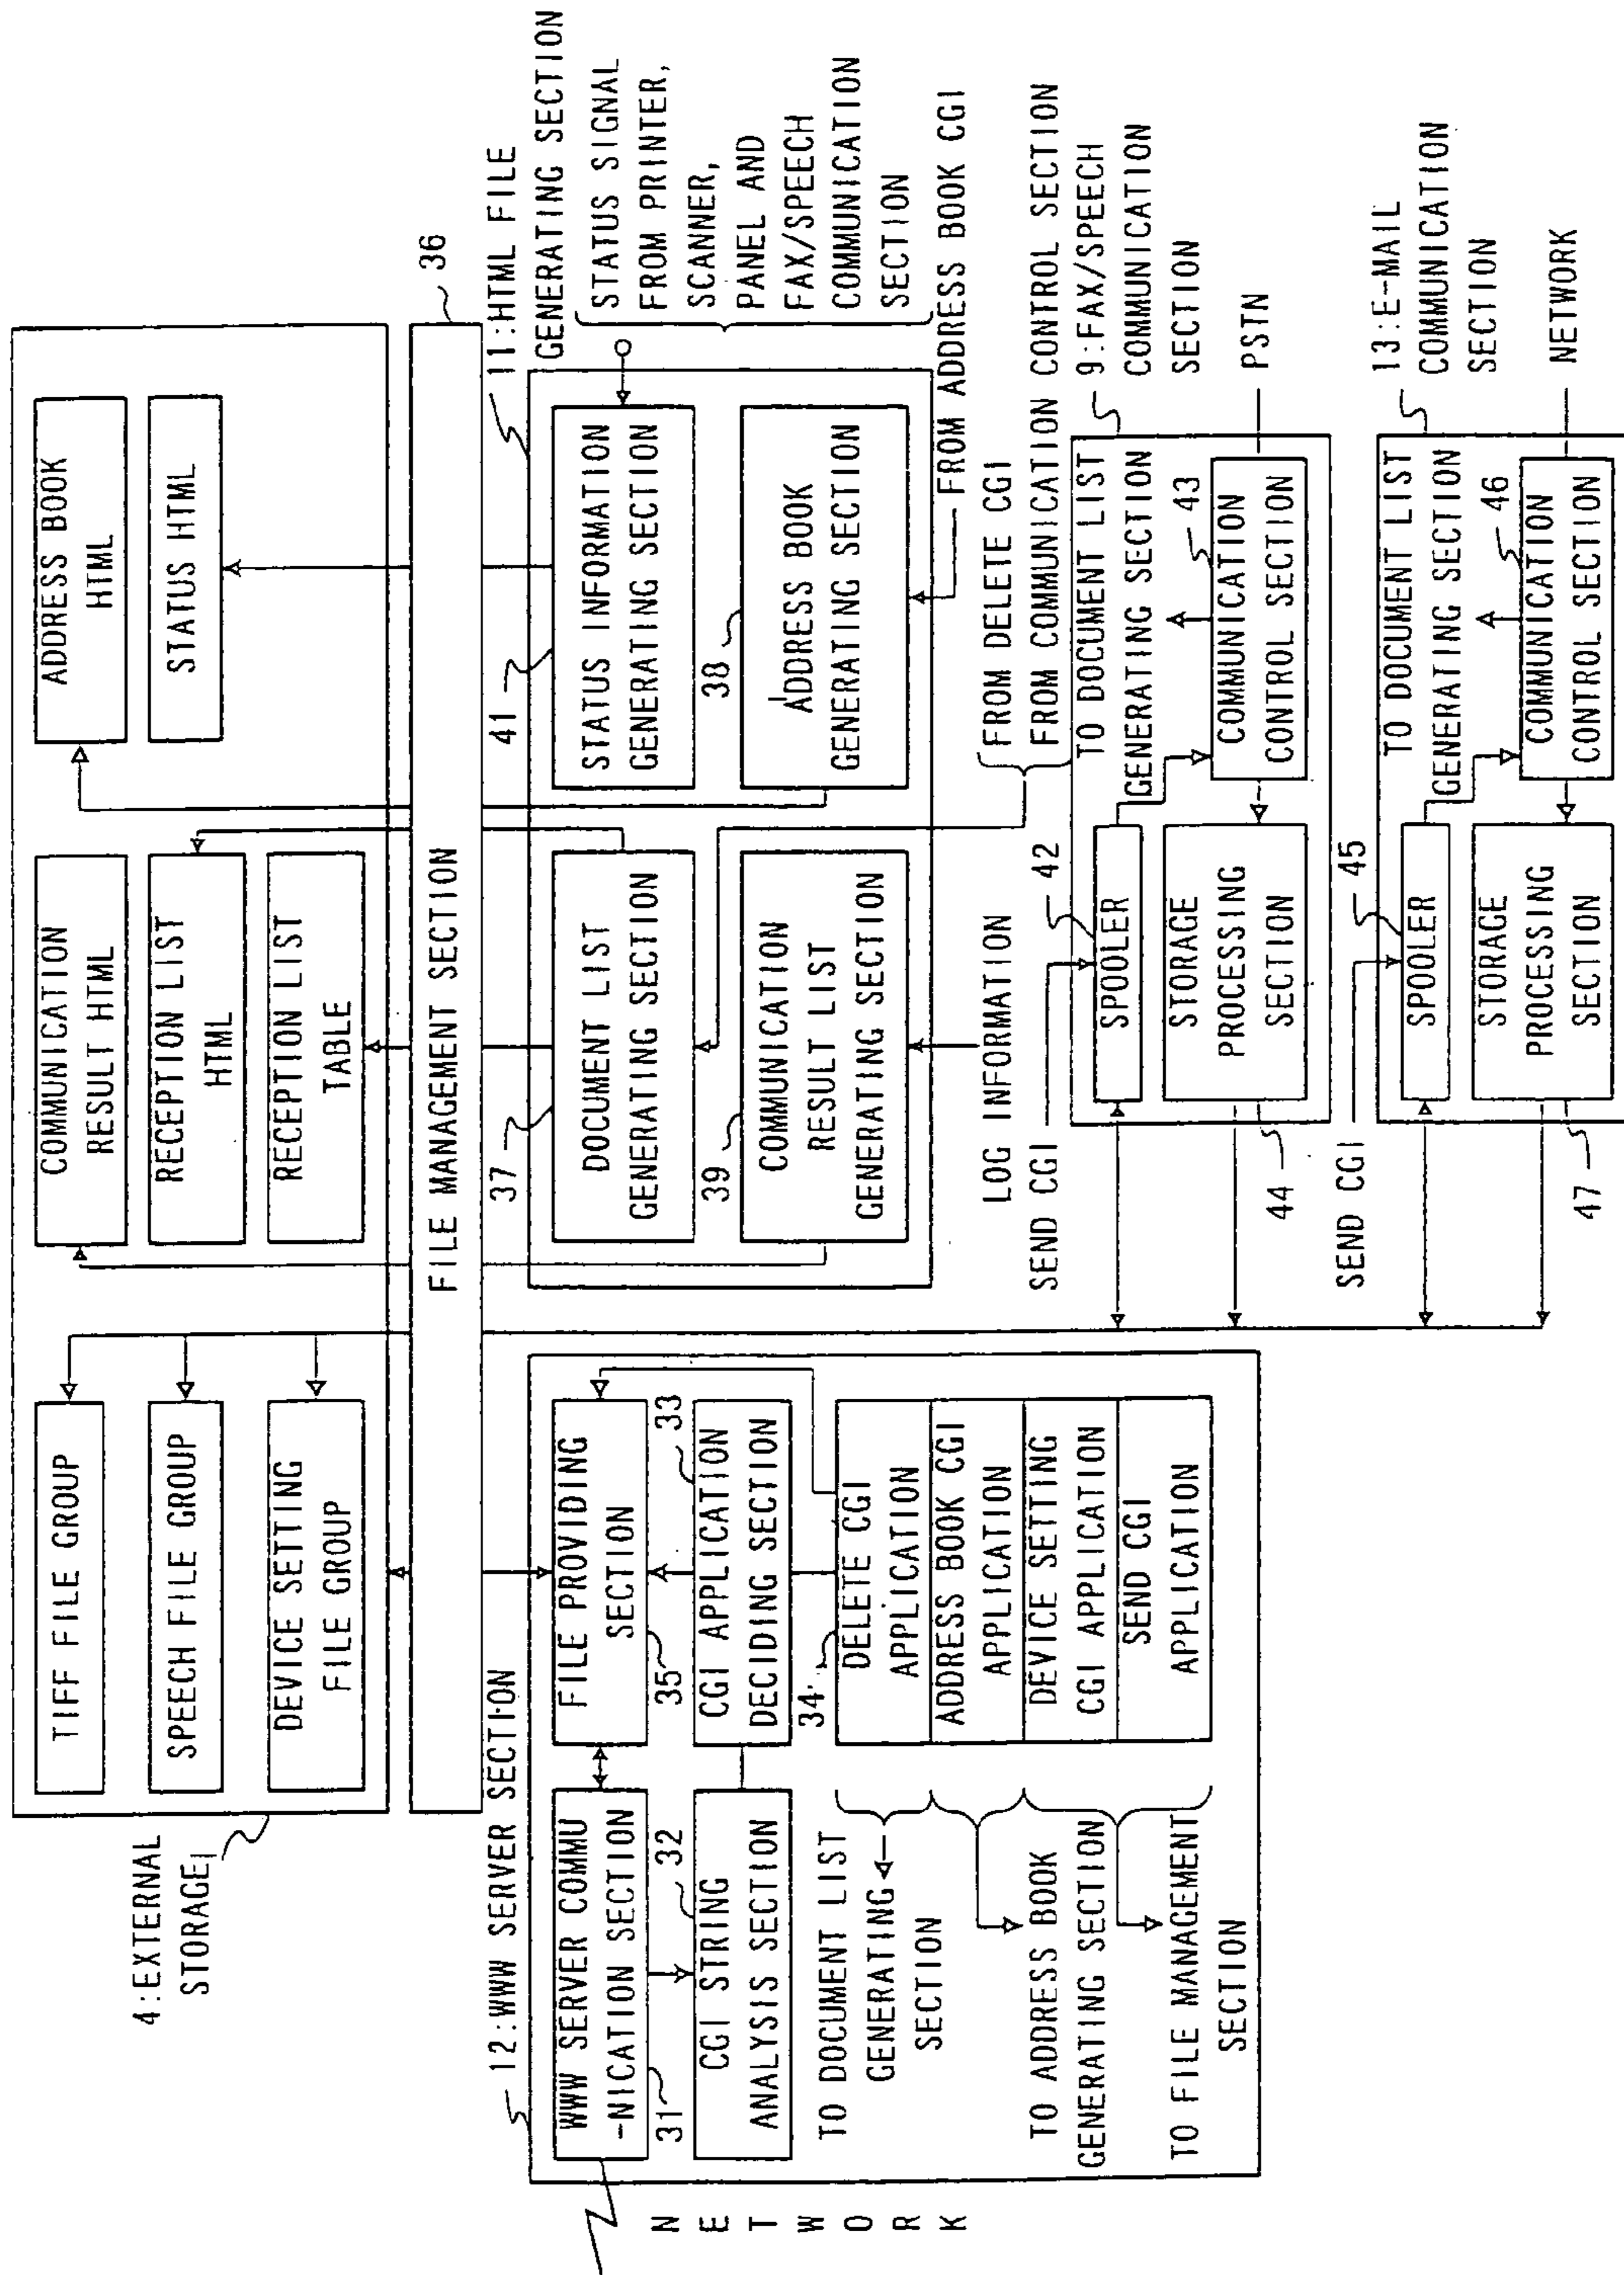 4:EXTERNAL
STORAGE
TIFF FILE GROUP
SPEECH FILE GROUP
DEVICE SETTING
FILE GROUP
COMMUNICATION
RESULT HTML
RECEPTION LIST
HTML
RECEPTION LIST
TABLE
ADDRESS BOOK
HTML
STATUS HTML
FILE MANAGEMENT SECTION
36
12:WWW SERVER SECTION
WWW SERVER COMMU
-NICATION SECTION
31
CGI STRING
ANALYSIS SECTION
32
FILE PROVIDING
SECTION
35
CGI APPLICATION
DECIDING SECTION
33
34
DELETE CGI
APPLICATION
ADDRESS BOOK CGI
APPLICATION
DEVICE SETTING
CGI APPLICATION
SEND CGI
APPLICATION
TO DOCUMENT LIST
GENERATING
SECTION
TO ADDRESS BOOK
GENERATING SECTION
TO FILE MANAGEMENT
SECTION
NETWORK
11:HTML FILE
GENERATING SECTION
37
DOCUMENT LIST
GENERATING SECTION
39
COMMUNICATION
RESULT LIST
GENERATING SECTION
41
STATUS INFORMATION
GENERATING SECTION
38
ADDRESS BOOK
GENERATING SECTION
STATUS SIGNAL
FROM PRINTER,
SCANNER,
PANEL AND
FAX/SPEECH
COMMUNICATION
SECTION
FROM ADDRESS BOOK CGI
LOG INFORMATION
FROM DELETE CGI
FROM COMMUNICATION CONTROL SECTION
SEND CGI
42
SPOOLER
STORAGE
PROCESSING
SECTION
44
TO DOCUMENT LIST
GENERATING SECTION
43
COMMUNICATION
CONTROL SECTION
9:FAX/SPEECH
COMMUNICATION
SECTION
PSTN
SEND CGI
45
SPOOLER
STORAGE
PROCESSING
SECTION
47
TO DOCUMENT LIST
GENERATING SECTION
46
COMMUNICATION
CONTROL SECTION
13:E-MAIL
COMMUNICATION
SECTION
NETWORK